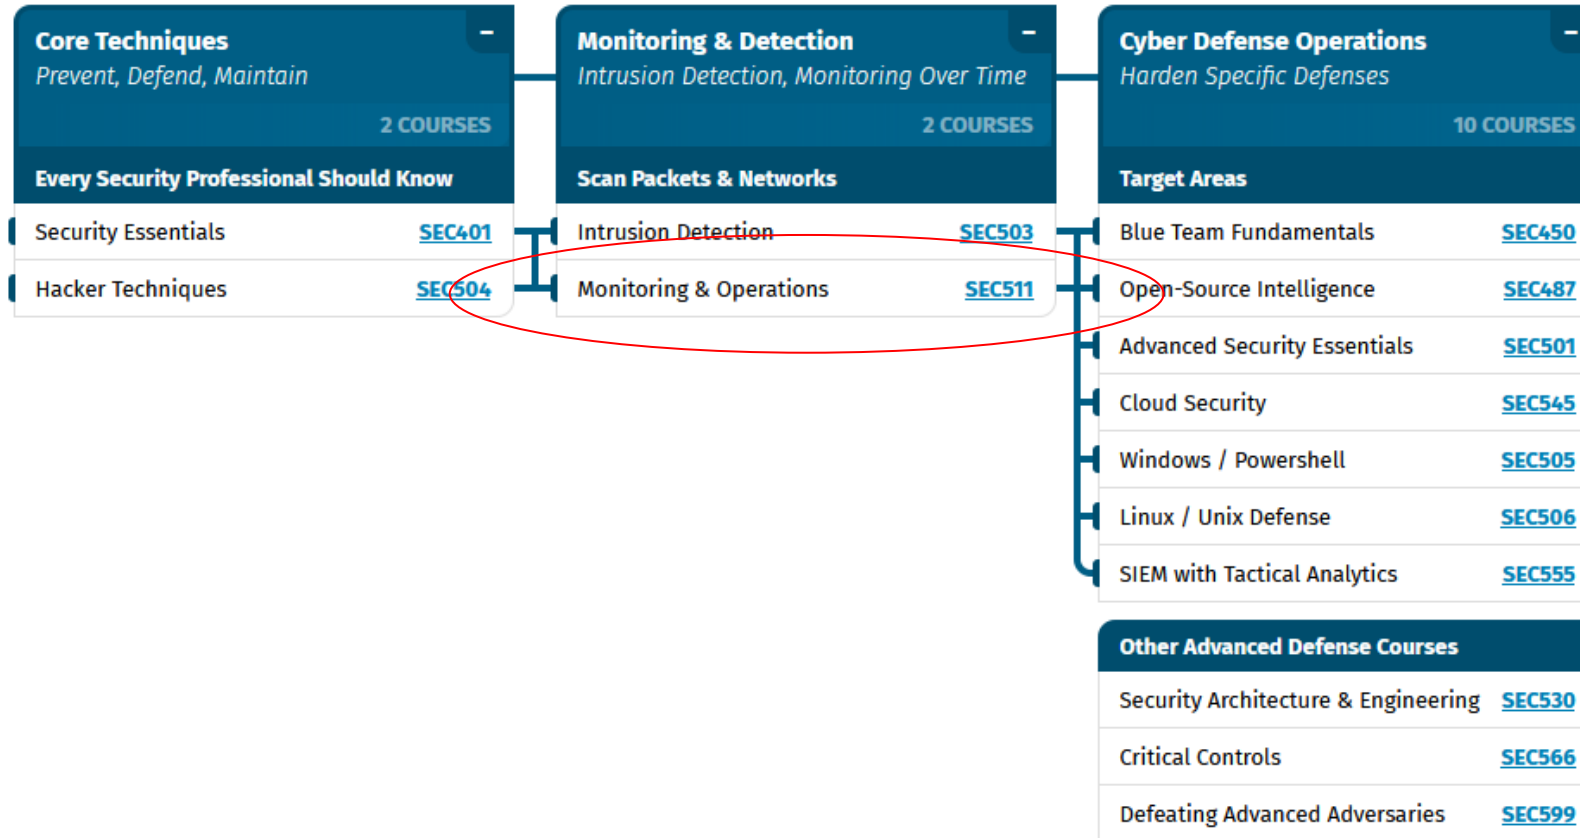 Core Techniques
Prevent, Defend, Maintain
2 COURSES
Every Security Professional Should Know
Security Essentials SEC401
Hacker Techniques SEC504
Monitoring & Detection
Intrusion Detection, Monitoring Over Time
2 COURSES
Scan Packets & Networks
Intrusion Detection SEC503
Monitoring & Operations SEC511
Cyber Defense Operations
Harden Specific Defenses
10 COURSES
Target Areas
Blue Team Fundamentals SEC450
Open-Source Intelligence SEC487
Advanced Security Essentials SEC501
Cloud Security SEC545
Windows / Powershell SEC505
Linux / Unix Defense SEC506
SIEM with Tactical Analytics SEC555
Other Advanced Defense Courses
Security Architecture & Engineering SEC530
Critical Controls SEC566
Defeating Advanced Adversaries SEC599